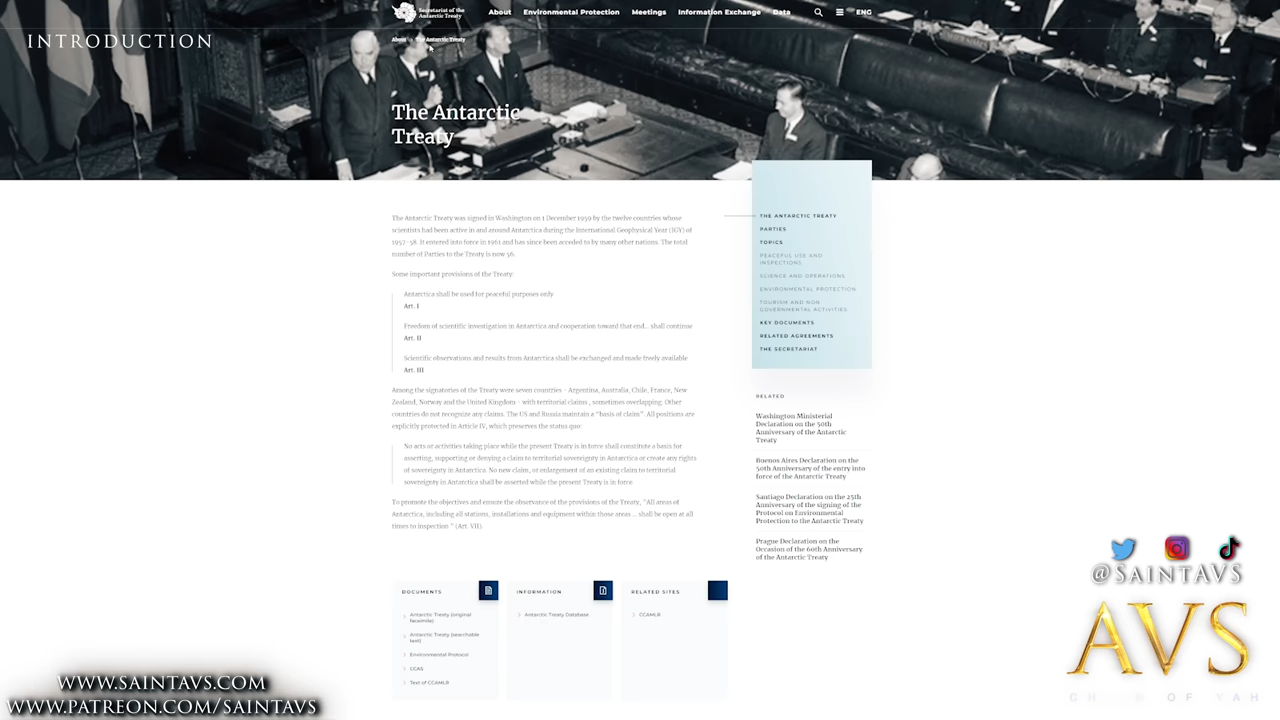 Secretariat of the
Antarctic Treaty
About
Environmental Protection
Meetings
Information Exchange
Data
ENG
INTRODUCTION
About
The Antarctic Treaty
The Antarctic
Treaty
The Antarctic Treaty was signed in Washington on 1 December 1959 by the twelve countries whose
scientists had been active in and around Antarctica during the International Geophysical Year (IGY) of
1957-58. It entered into force in 1961 and has since been acceded to by many other nations. The total
number of Parties to the Treaty is now 56.
Some important provisions of the Treaty:
Antarctica shall be used for peaceful purposes only
Art. I
Freedom of scientific investigation in Antarctica and cooperation toward that end... shall continue
Art. II
Scientific observations and results from Antarctica shall be exchanged and made freely available
Art. III
Among the signatories of the Treaty were seven countries - Argentina, Australia, Chile, France, New
Zealand, Norway and the United Kingdom - with territorial claims , sometimes overlapping. Other
countries do not recognize any claims. The US and Russia maintain a "basis of claim". All positions are
explicitly protected in Article IV, which preserves the status quo:
No acts or activities taking place while the present Treaty is in force shall constitute a basis for
asserting, supporting or denying a claim to territorial sovereignty in Antarctica or create any rights
of sovereignty in Antarctica. No new claim, or enlargement of an existing claim to territorial
sovereignty in Antarctica shall be asserted while the present Treaty is in force.
To promote the objectives and ensure the observance of the provisions of the Treaty, "All areas of
Antarctica, including all stations, installations and equipment within those areas... shall be open at all
times to inspection " (Art. VII).
THE ANTARCTIC TREATY
PARTIES
TOPICS
PEACEFUL USE AND
INSPECTIONS
SCIENCE AND OPERATIONS
ENVIRONMENTAL PROTECTION
TOURISM AND NON
GOVERNMENTAL ACTIVITIES
KEY DOCUMENTS
RELATED AGREEMENTS
THE SECRETARIAT
RELATED
Washington Ministerial
Declaration on the 50th
Anniversary of the Antarctic
Treaty
Buenos Aires Declaration on the
50th Anniversary of the entry into
force of the Antarctic Treaty
Santiago Declaration on the 25th
Anniversary of the signing of the
Protocol on Environmental
Protection to the Antarctic Treaty
Prague Declaration on the
Occasion of the 60th Anniversary
of the Antarctic Treaty
DOCUMENTS
Antarctic Treaty (original
facsimile)
Antarctic Treaty (searchable
text)
Environmental Protocol
CCAS
Text of CCAMLR
INFORMATION
Antarctic Treaty Database
RELATED SITES
CCAMLR
@SAINTAVS
AVS
OF YAH
WWW.SAINTAVS.COM
WWW.PATREON.COM/SAINTAVS